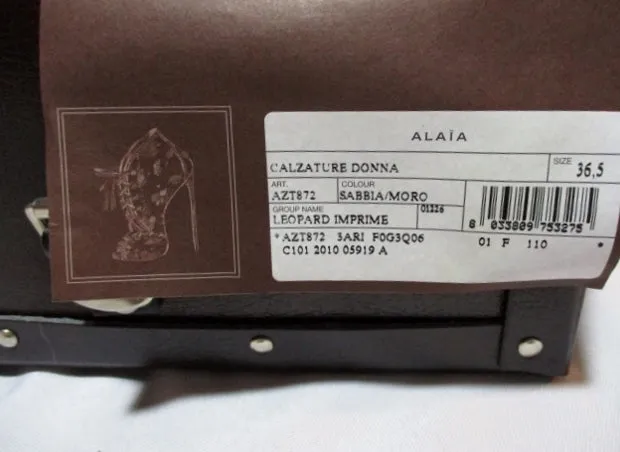 ALAÏA
CALZATURE DONNA
SIZE 36,5
ART. COLOUR
AZT872 SABBIA/MORO
GROUP NAME 01226
LEOPARD IMPRIME
8 033809 753275
*AZT872 3ARI F0G3Q06 01 F 110 *
C101 2010 05919 A